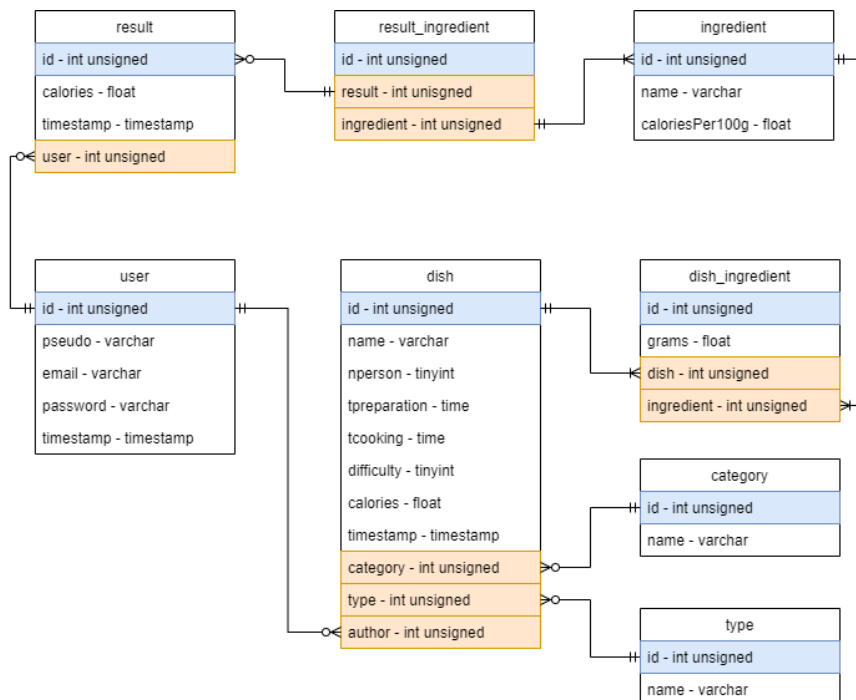 result
id - int unsigned
calories - float
timestamp - timestamp
user - int unsigned
result_ingredient
id - int unsigned
result - int unisgned
ingredient - int unsigned
ingredient
id - int unsigned
name - varchar
caloriesPer100g - float
user
id - int unsigned
pseudo - varchar
email - varchar
password - varchar
timestamp - timestamp
dish
id - int unsigned
name - varchar
nperson - tinyint
tpreparation - time
tcooking - time
difficulty - tinyint
calories - float
timestamp - timestamp
category - int unsigned
type - int unsigned
author - int unsigned
dish_ingredient
id - int unsigned
grams - float
dish - int unsigned
ingredient - int unsigned
category
id - int unsigned
name - varchar
type
id - int unsigned
name - varchar